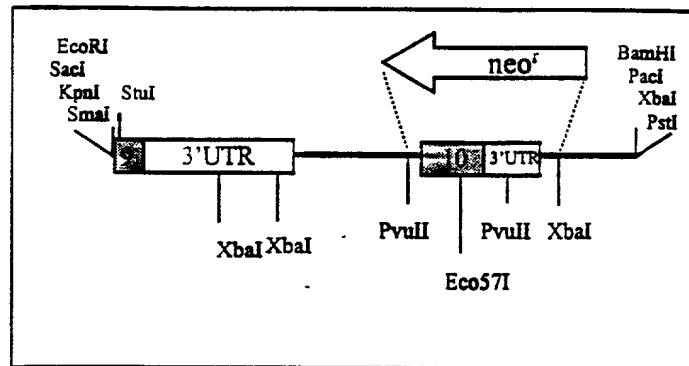 EcoRI
SacI
KpnI
StuI
SmaI
neoʳ
BamHI
PacI
XbaI
PstI
9
3'UTR
10
3'UTR
XbaI
XbaI
PvuII
Eco57I
PvuII
XbaI